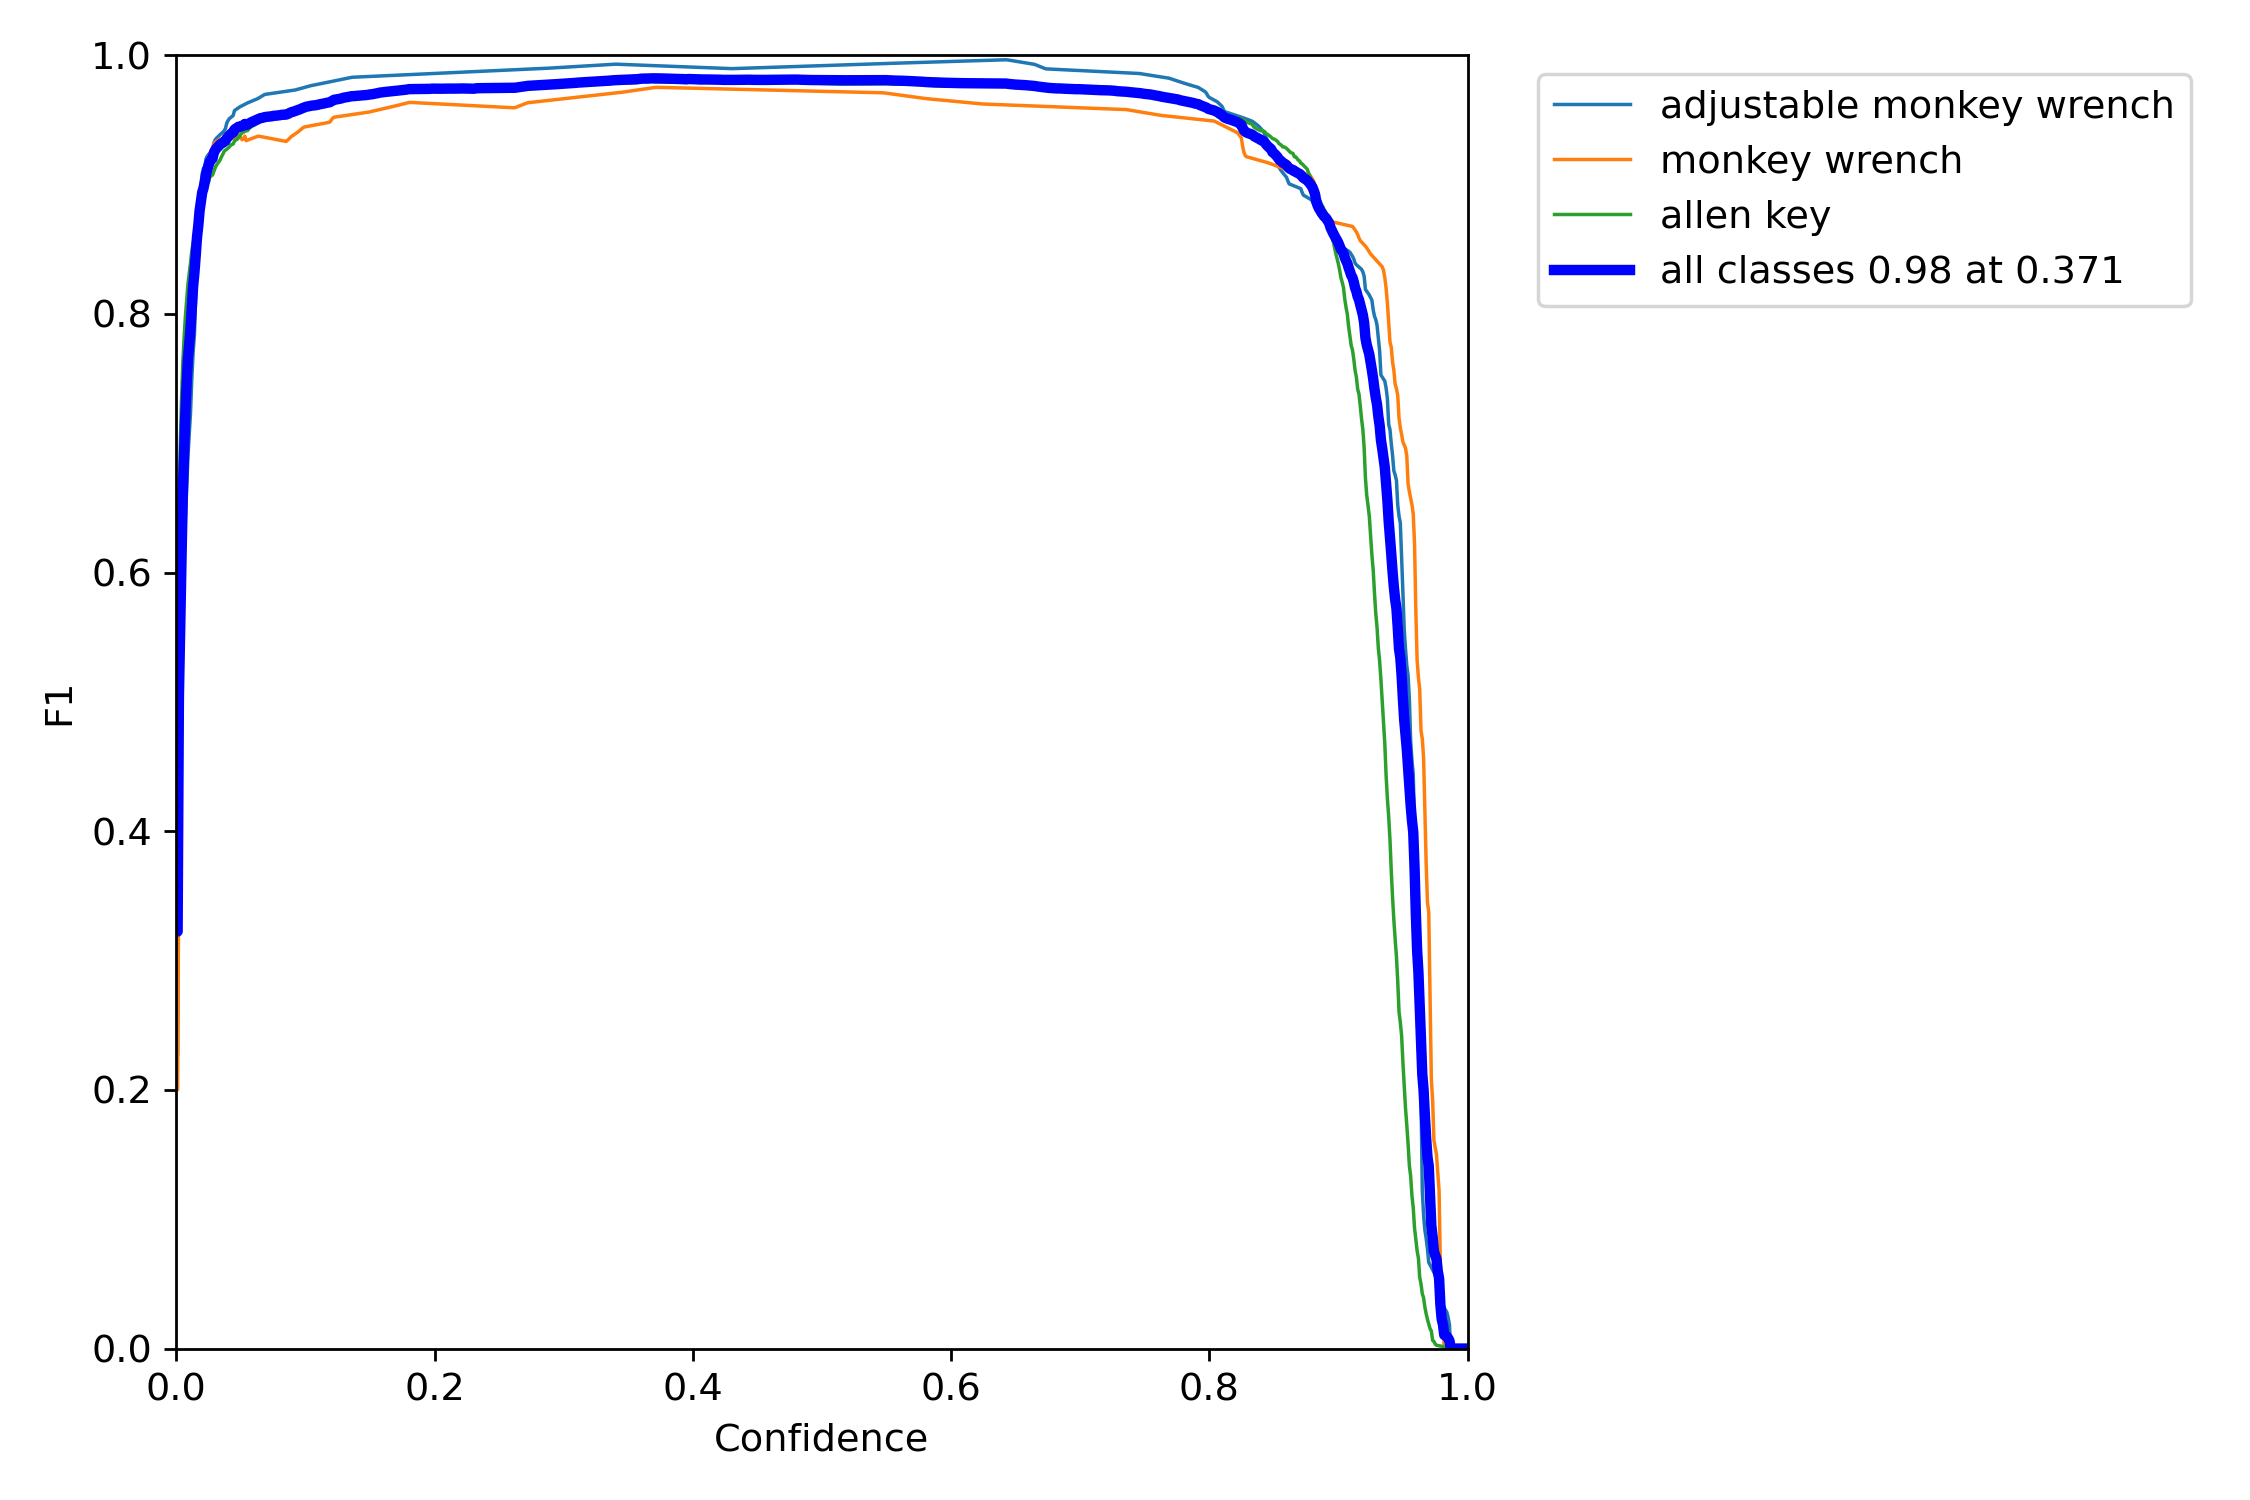 1.0
0.8
0.6
0.4
0.2
0.0
F1
0.0 0.2 0.4 0.6 0.8 1.0
Confidence
adjustable monkey wrench
monkey wrench
allen key
all classes 0.98 at 0.371